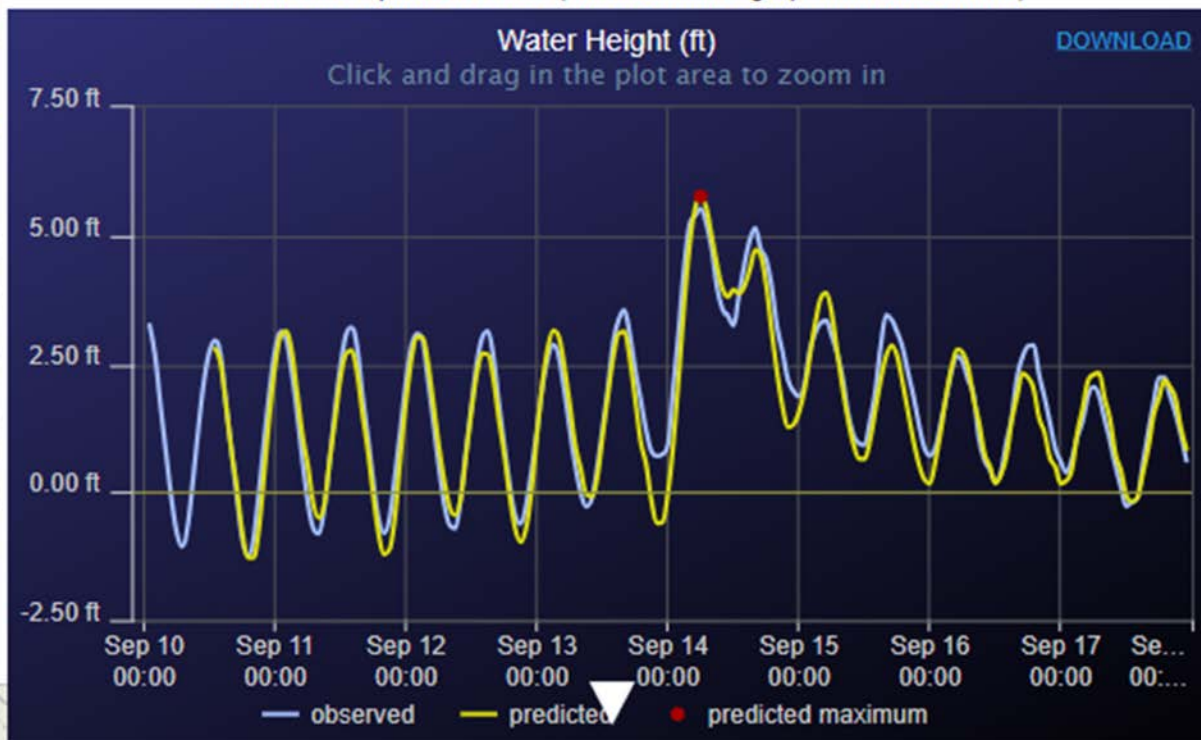 Water Height (ft)
DOWNLOAD
Click and drag in the plot area to zoom in
7.50 ft
5.00 ft
2.50 ft
0.00 ft
-2.50 ft
Sep 10 Sep 11 Sep 12 Sep 13 Sep 14 Sep 15 Sep 16 Sep 17 Se...
00:00 00:00 00:00 00:00 00:00 00:00 00:00 00:00 00:...
observed predicted predicted maximum